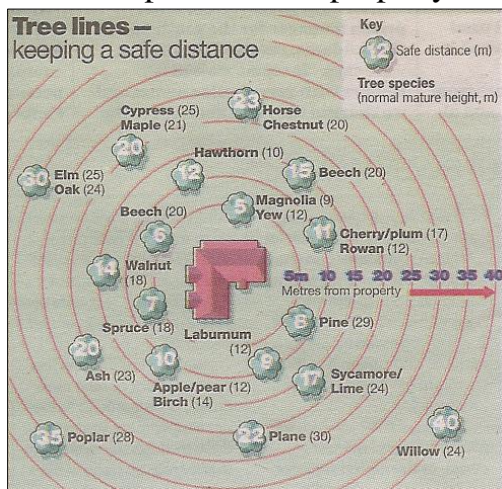 Tree lines –
keeping a safe distance
Key
12 Safe distance (m)
Tree species
(normal mature height, m)
23 Horse
Chestnut (20)
Cypress (25)
Maple (21)
20
Hawthorn (10)
12
15 Beech (20)
30 Elm (25)
Oak (24)
5 Magnolia (9)
Yew (12)
Beech (20)
6
11 Cherry/plum (17)
Rowan (12)
14 Walnut
(18)
5m 10 15 20 25 30 35 40
Metres from property
7
Spruce (18)
Laburnum
(12)
9
8 Pine (29)
20
Ash (23)
10
Apple/pear (12)
Birch (14)
17 Sycamore/
Lime (24)
35 Poplar (28)
22 Plane (30)
40
Willow (24)